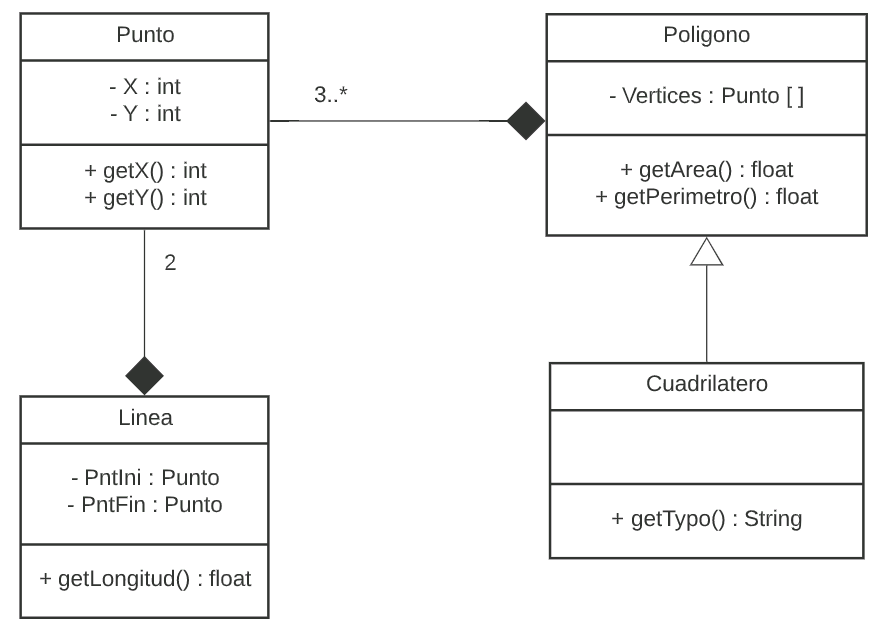 Punto
- X : int
- Y : int
+ getX() : int
+ getY() : int
3..*
Poligono
- Vertices : Punto [ ]
+ getArea() : float
+ getPerimetro() : float
2
Linea
- PntIni : Punto
- PntFin : Punto
+ getLongitud() : float
Cuadrilatero
+ getTypo() : String